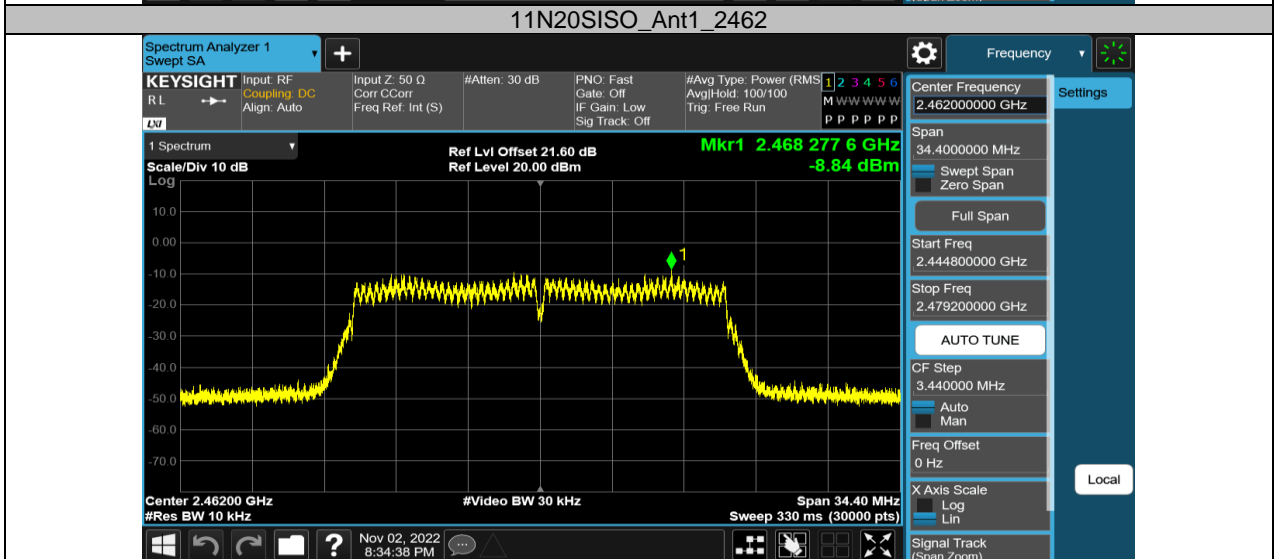 11N20SISO_Ant1_2462
Spectrum Analyzer 1
Swept SA
Frequency
KEYSIGHT
RL
LXI
Input: RF
Coupling: DC
Align: Auto
Input Z: 50 Ω
Corr CCorr
Freq Ref: Int (S)
#Atten: 30 dB
PNO: Fast
Gate: Off
IF Gain: Low
Sig Track: Off
#Avg Type: Power (RMS
Avg|Hold: 100/100
Trig: Free Run
1 2 3 4 5 6
M W W W W W
P P P P P P
1 Spectrum
Scale/Div 10 dB
Log
Ref Lvl Offset 21.60 dB
Ref Level 20.00 dBm
Mkr1 2.468 277 6 GHz
-8.84 dBm
1
10.0
0.00
-10.0
-20.0
-30.0
-40.0
-50.0
-60.0
-70.0
Center 2.46200 GHz
#Res BW 10 kHz
#Video BW 30 kHz
Span 34.40 MHz
Sweep 330 ms (30000 pts)
Center Frequency
2.462000000 GHz
Settings
Span
34.4000000 MHz
Swept Span
Zero Span
Full Span
Start Freq
2.444800000 GHz
Stop Freq
2.479200000 GHz
AUTO TUNE
CF Step
3.440000 MHz
Auto
Man
Freq Offset
0 Hz
X Axis Scale
Log
Lin
Local
Signal Track
(Span Zoom)
?
Nov 02, 2022
8:34:38 PM